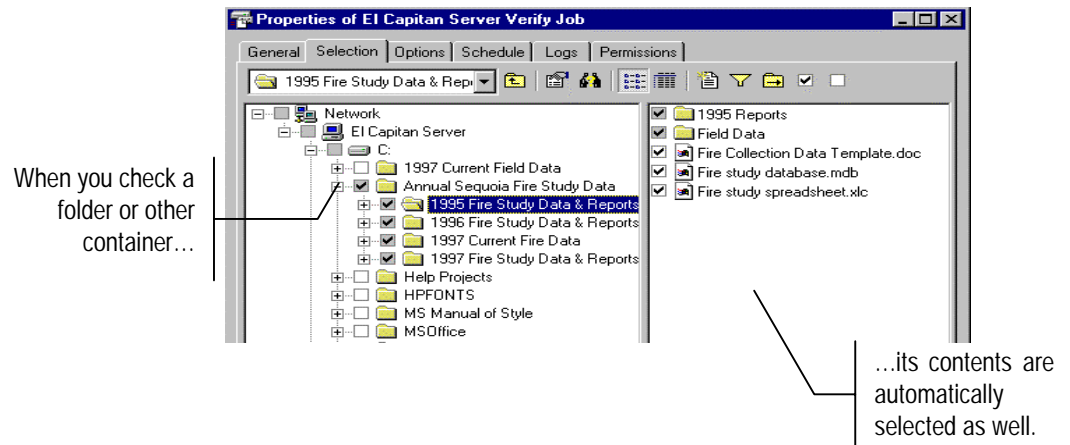 Properties of El Capitan Server Verify Job
General Selection Options Schedule Logs Permissions
1995 Fire Study Data & Rep
Network
El Capitan Server
C:
1997 Current Field Data
Annual Sequoia Fire Study Data
1995 Fire Study Data & Reports
1996 Fire Study Data & Reports
1997 Current Fire Data
1997 Fire Study Data & Reports
Help Projects
HPFONTS
MS Manual of Style
MSOffice
1995 Reports
Field Data
Fire Collection Data Template.doc
Fire study database.mdb
Fire study spreadsheet.xlc
When you check a
folder or other
container…
…its contents are
automatically
selected as well.